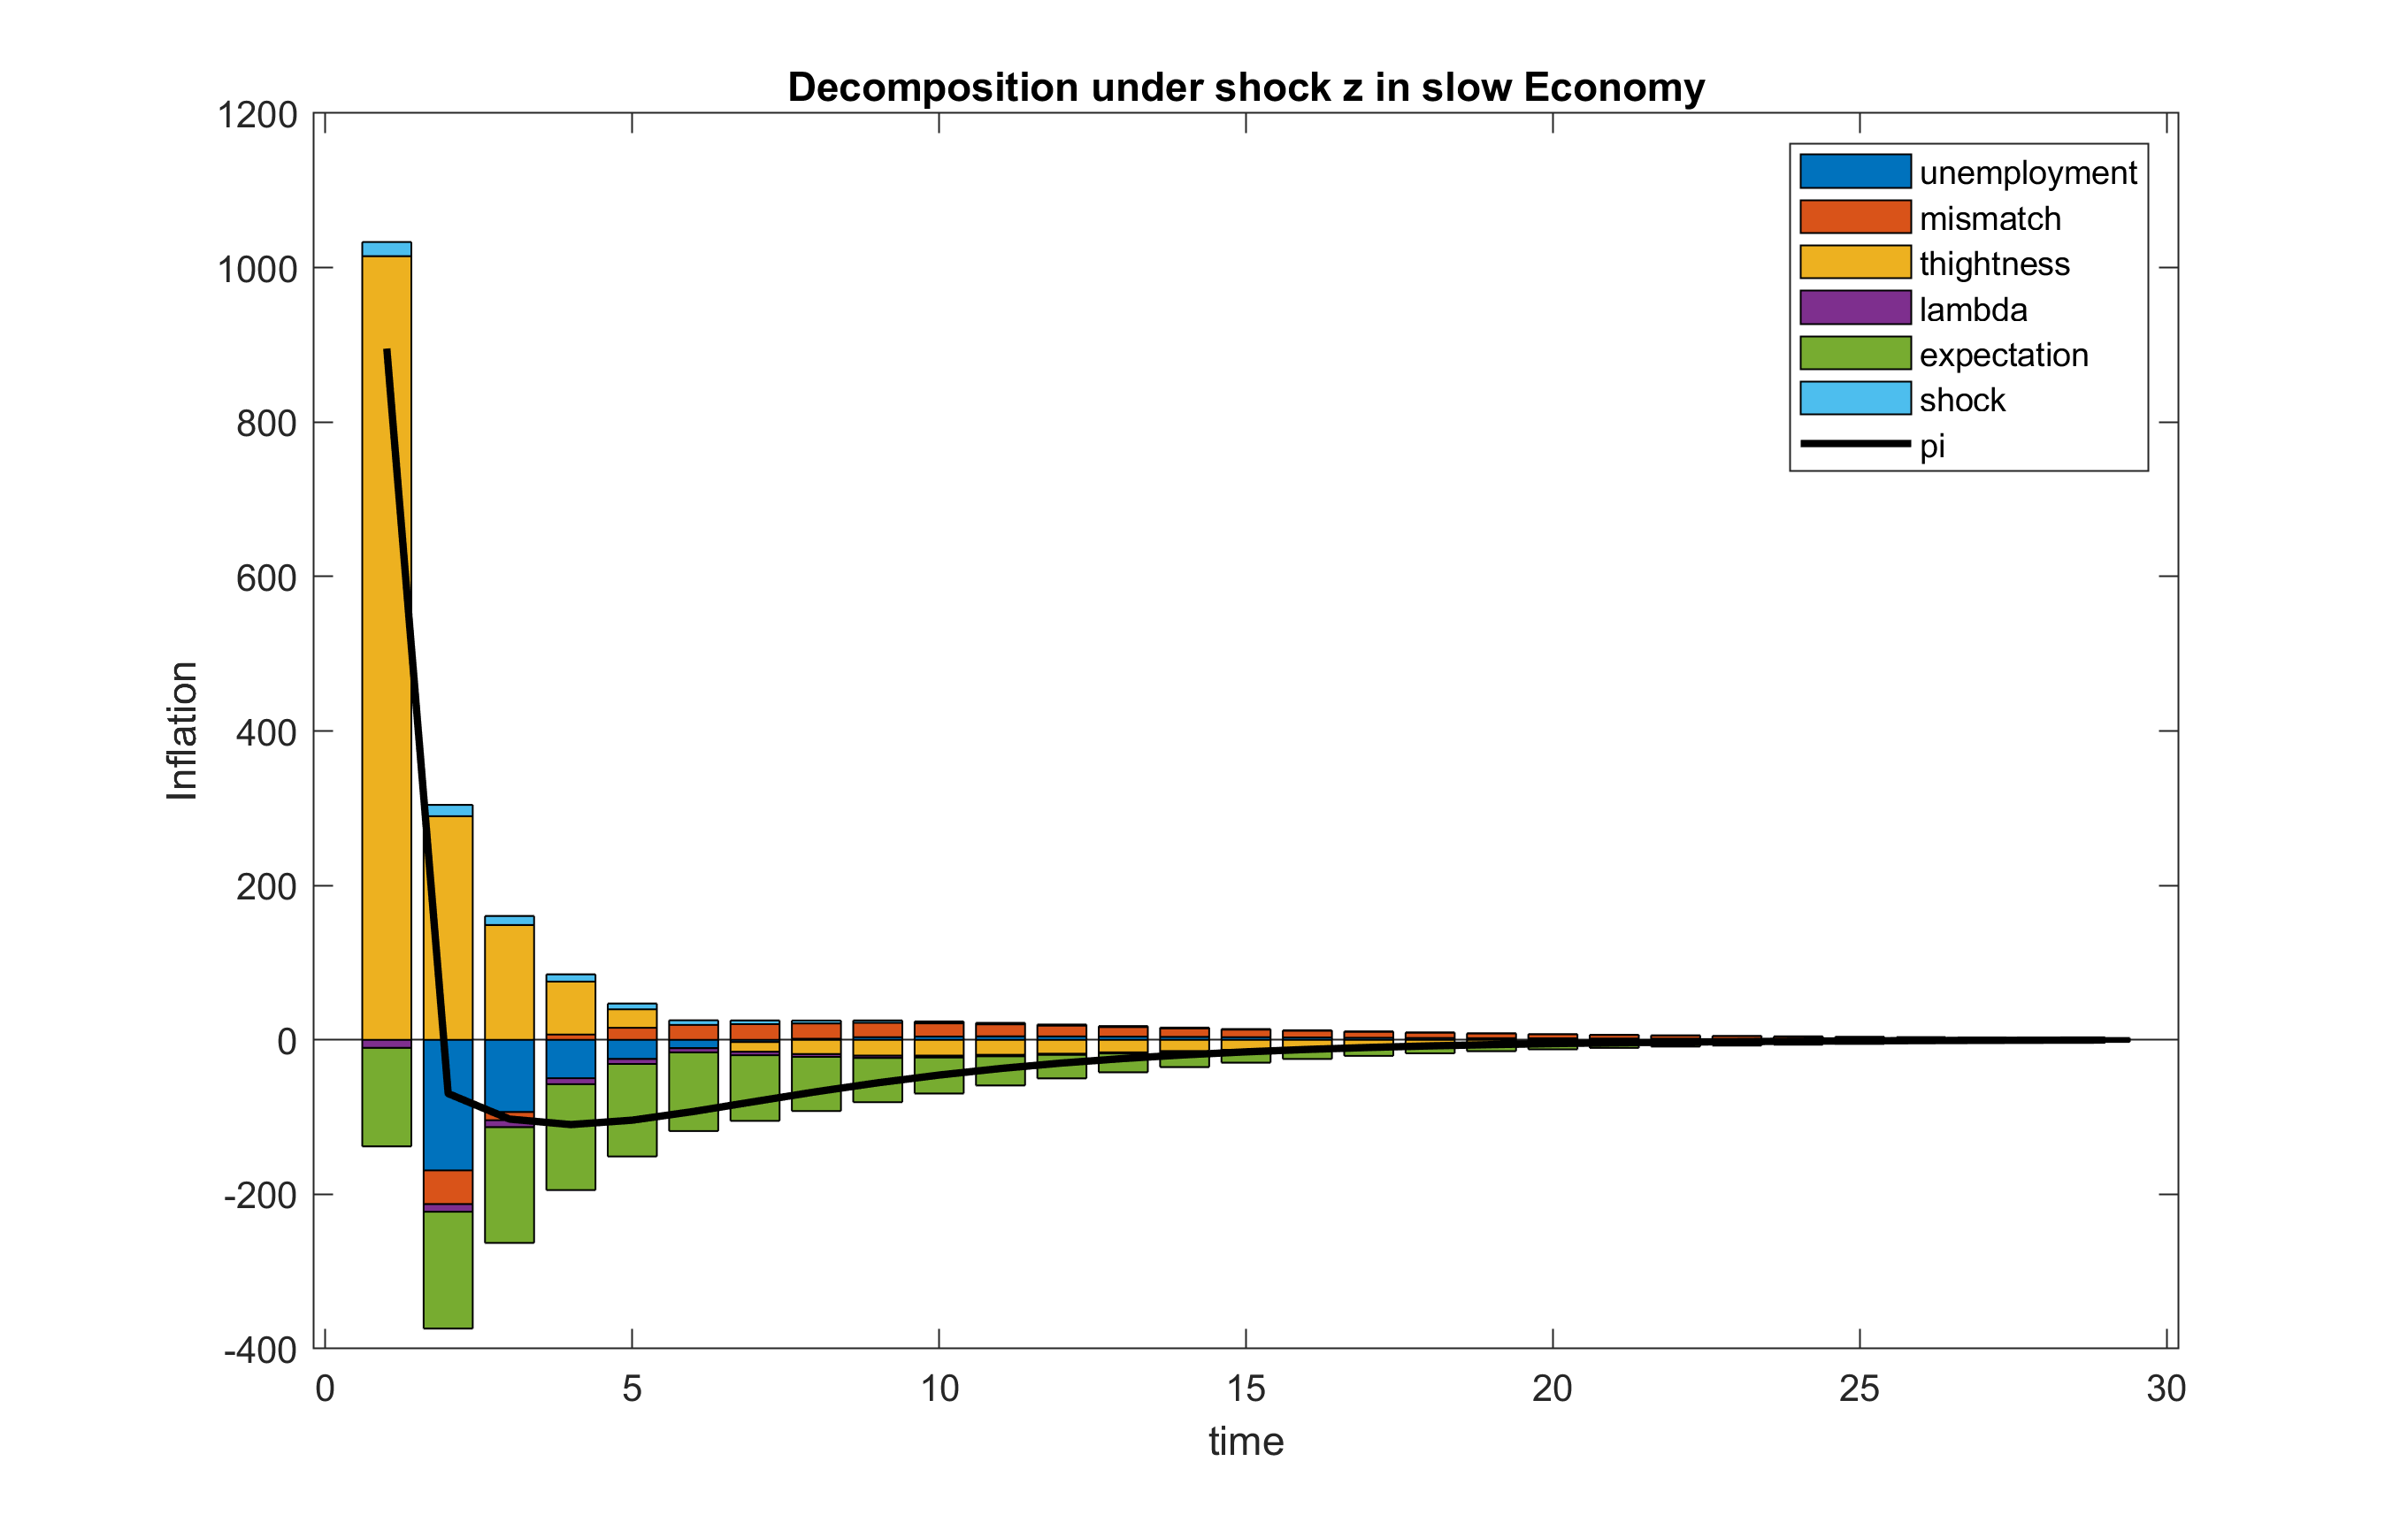 Decomposition under shock z in slow Economy
1200
1000
800
600
400
200
0
-200
-400
Inflation
0 5 10 15 20 25 30
time
unemployment
mismatch
thightness
lambda
expectation
shock
pi